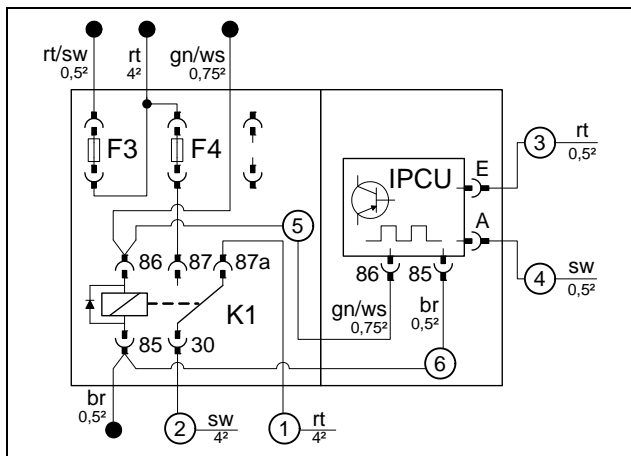 rt/sw
0,5²
rt
4²
gn/ws
0,75²
F3
F4
IPCU
E
3
rt
0,5²
A
5
4
sw
0,5²
86
87
87a
86
85
K1
gn/ws
0,75²
br
0,5²
85
30
6
br
0,5²
2
sw
4²
1
rt
4²